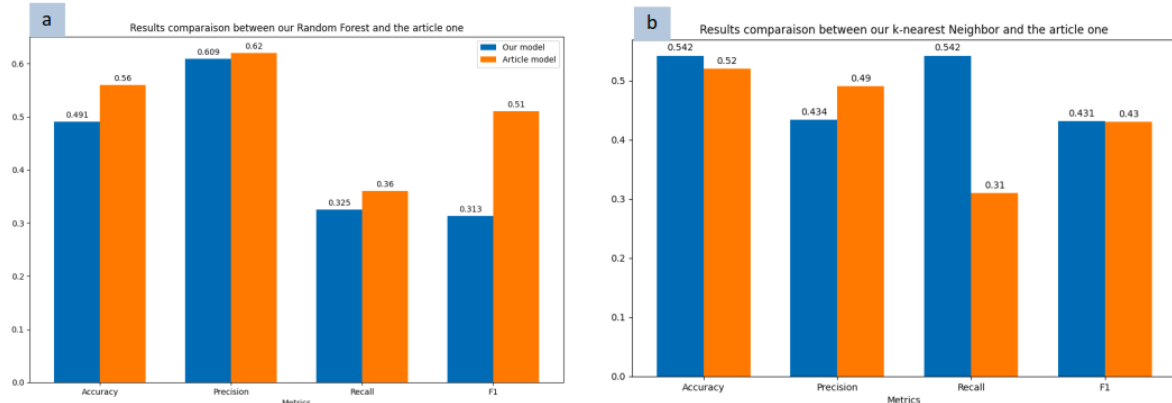 a
Results comparaison between our Random Forest and the article one
Our model
Article model
0.6
0.5
0.4
0.3
0.2
0.1
0.0
0.491
0.56
0.609
0.62
0.325
0.36
0.313
0.51
Accuracy
Precision
Recall
F1
Metrics
b
Results comparaison between our k-nearest Neighbor and the article one
0.5
0.4
0.3
0.2
0.1
0.0
0.542
0.52
0.434
0.49
0.542
0.31
0.431
0.43
Accuracy
Precision
Recall
F1
Metrics